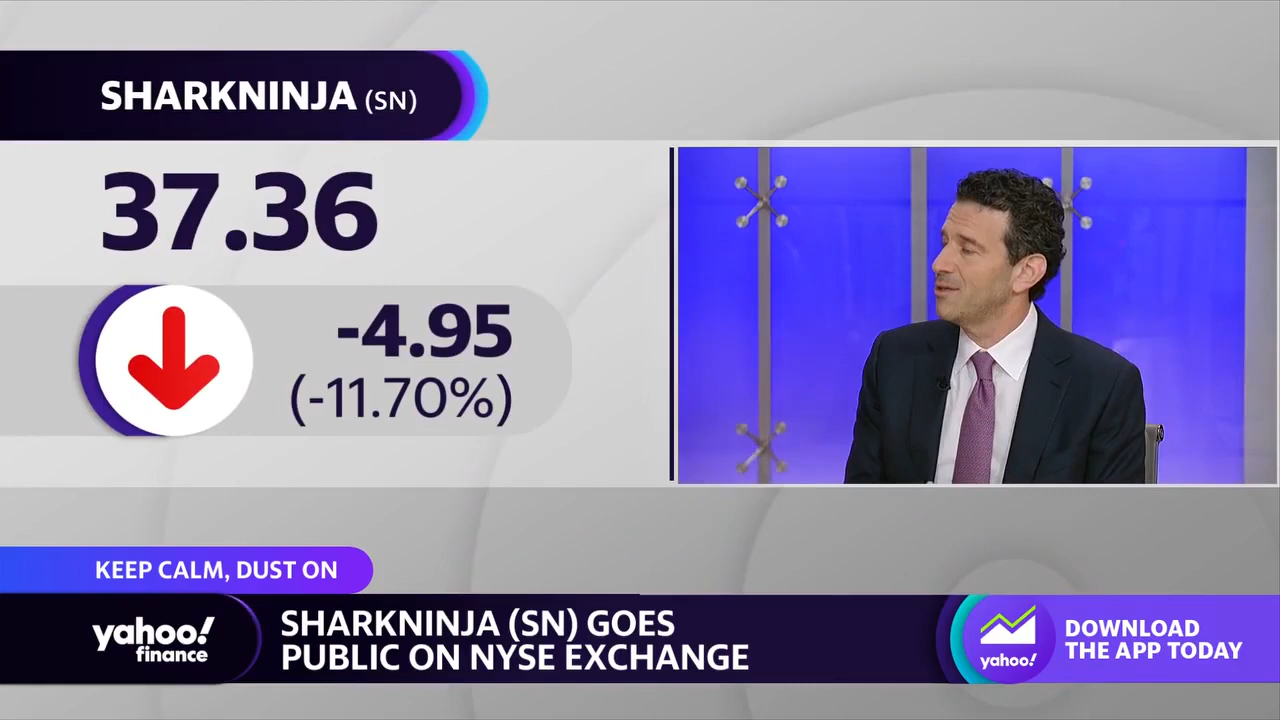 SHARKNINJA (SN)
37.36
-4.95
(-11.70%)
KEEP CALM, DUST ON
yahoo!
finance
SHARKNINJA (SN) GOES
PUBLIC ON NYSE EXCHANGE
yahoo!
DOWNLOAD
THE APP TODAY